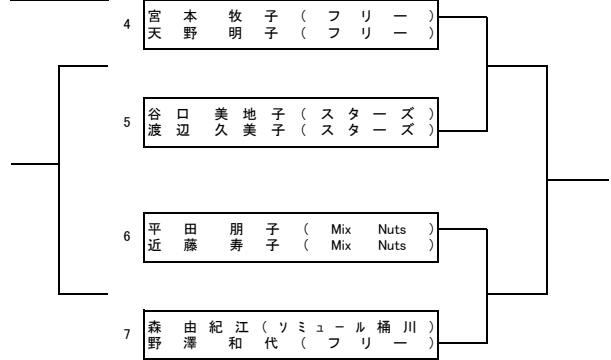 4
宮本 牧子(フリー)
天野 明子(フリー)
5
谷口 美地子(スターズ)
渡辺 久美子(スターズ)
6
平田 朋子(Mix Nuts)
近藤 寿子(Mix Nuts)
7
森 由紀江(ソミュール桶川)
野澤 和代(フリー)